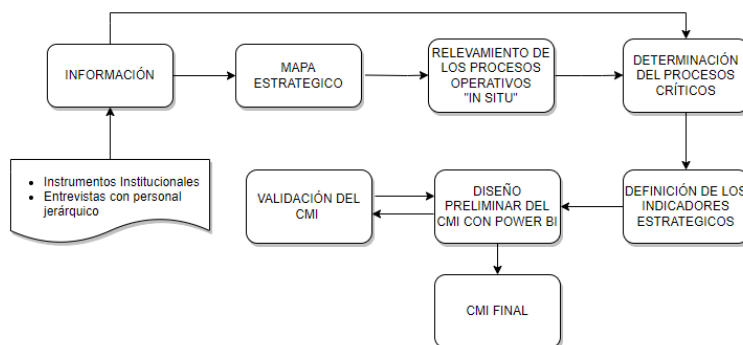 INFORMACIÓN
MAPA
ESTRATEGICO
RELEVAMIENTO DE
LOS PROCESOS
OPERATIVOS
"IN SITU"
DETERMINACIÓN
DEL PROCESOS
CRÍTICOS
Instrumentos Institucionales
Entrevistas con personal
jerárquico
VALIDACIÓN DEL
CMI
DISEÑO
PRELIMINAR DEL
CMI CON POWER BI
DEFINICIÓN DE LOS
INDICADORES
ESTRATEGICOS
CMI FINAL